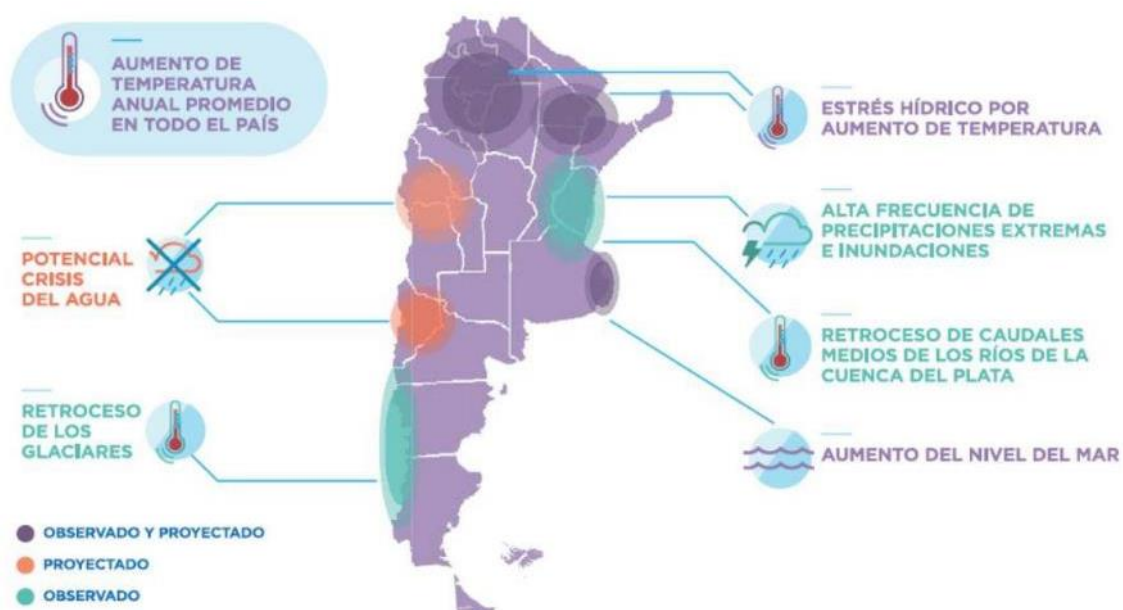 AUMENTO DE
TEMPERATURA
ANUAL PROMEDIO
EN TODO EL PAÍS
ESTRÉS HÍDRICO POR
AUMENTO DE TEMPERATURA
ALTA FRECUENCIA DE
PRECIPITACIONES EXTREMAS
E INUNDACIONES
POTENCIAL
CRISIS
DEL AGUA
RETROCESO DE CAUDALES
MEDIOS DE LOS RÍOS DE LA
CUENCA DEL PLATA
RETROCESO
DE LOS
GLACIARES
AUMENTO DEL NIVEL DEL MAR
OBSERVADO Y PROYECTADO
PROYECTADO
OBSERVADO